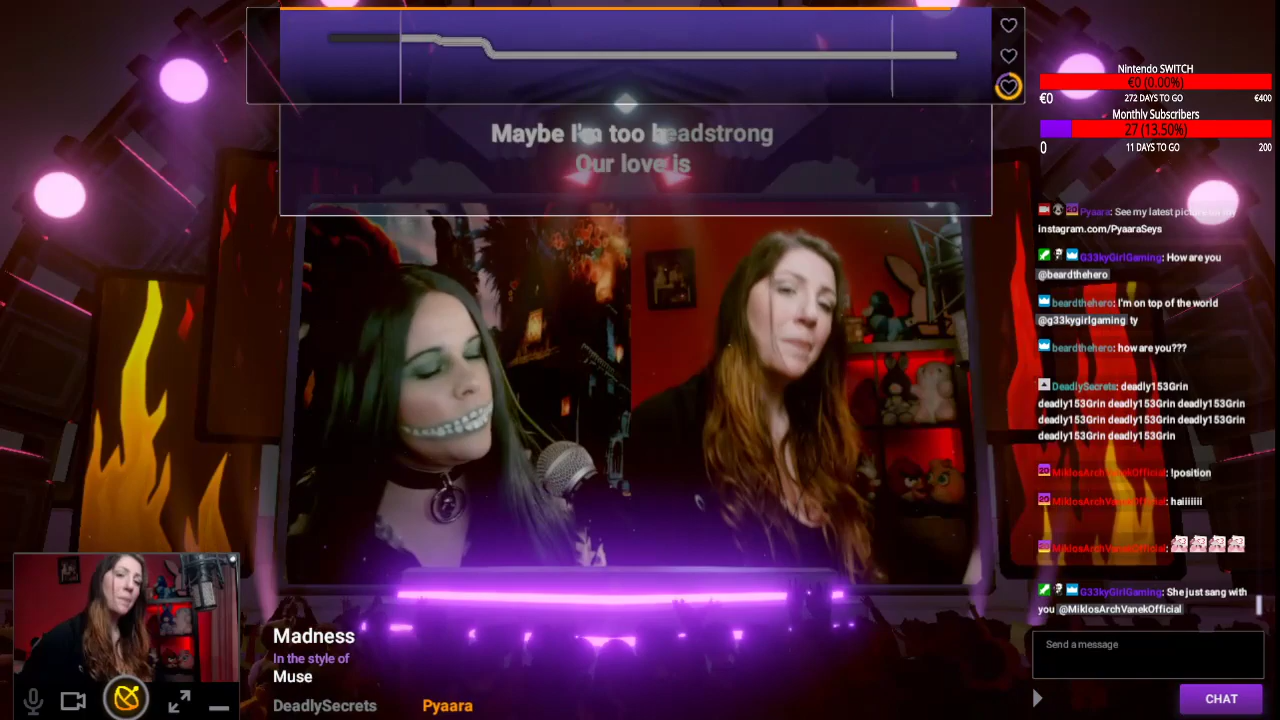 Maybe I'm too headstrong
Our love is
Nintendo SWITCH
€0 (0.00%)
€0
272 DAYS TO GO
€400
Monthly Subscribers
27 (13.50%)
0
11 DAYS TO GO
200
Pyaara: See my latest picture on my
instagram.com/PyaaraSeys
G33kyGirlGaming: How are you
@beardthehero
beardthehero: I'm on top of the world
@g33kygirlgaming ty
beardthehero: how are you???
DeadlySecrets: deadly153Grin
deadly153Grin deadly153Grin deadly153Grin
deadly153Grin deadly153Grin deadly153Grin
deadly153Grin deadly153Grin
MiklosArchVanekOfficial: !position
MiklosArchVanekOfficial: haiiiiiii
MiklosArchVanekOfficial:
G33kyGirlGaming: She just sang with
you @MiklosArchVanekOfficial
Send a message
CHAT
Madness
In the style of
Muse
DeadlySecrets
Pyaara